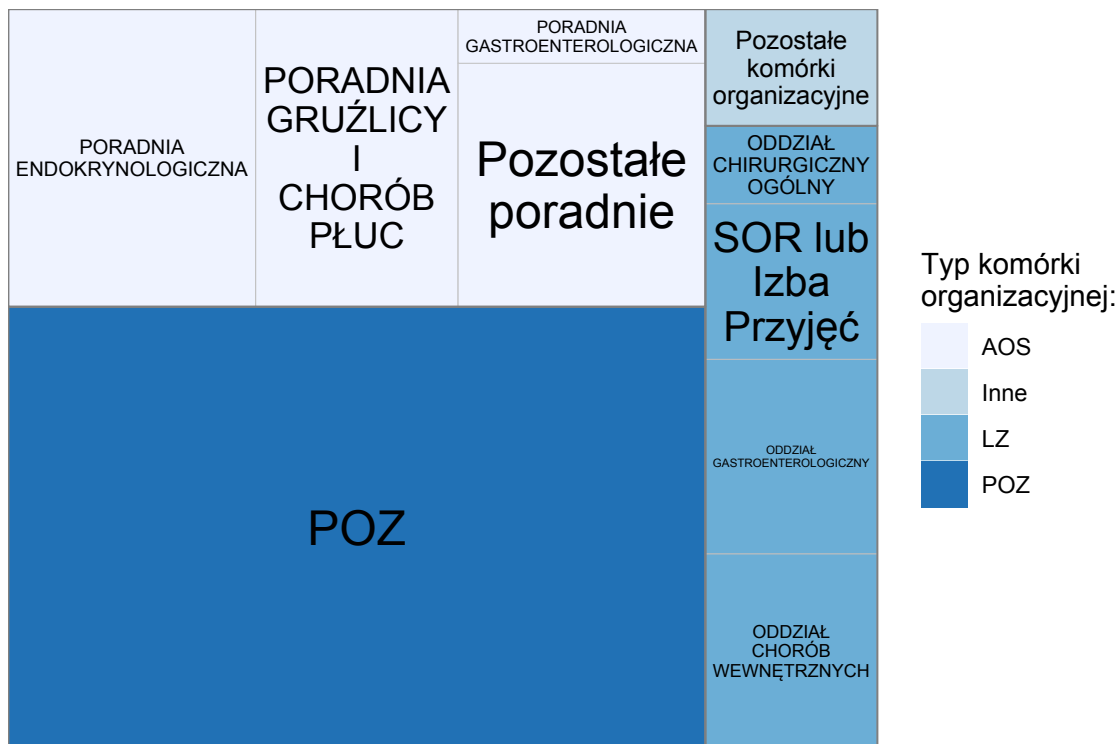 PORADNIA
ENDOKRYNOLOGICZNA
PORADNIA
GRUŹLICY
I
CHORÓB
PŁUC
PORADNIA
GASTROENTEROLOGICZNA
Pozostałe
poradnie
POZ
Pozostałe
komórki
organizacyjne
ODDZIAŁ
CHIRURGICZNY
OGÓLNY
SOR lub
Izba
Przyjęć
ODDZIAŁ
GASTROENTEROLOGICZNY
ODDZIAŁ
CHORÓB
WEWNĘTRZNYCH
Typ komórki
organizacyjnej:
AOS
Inne
LZ
POZ